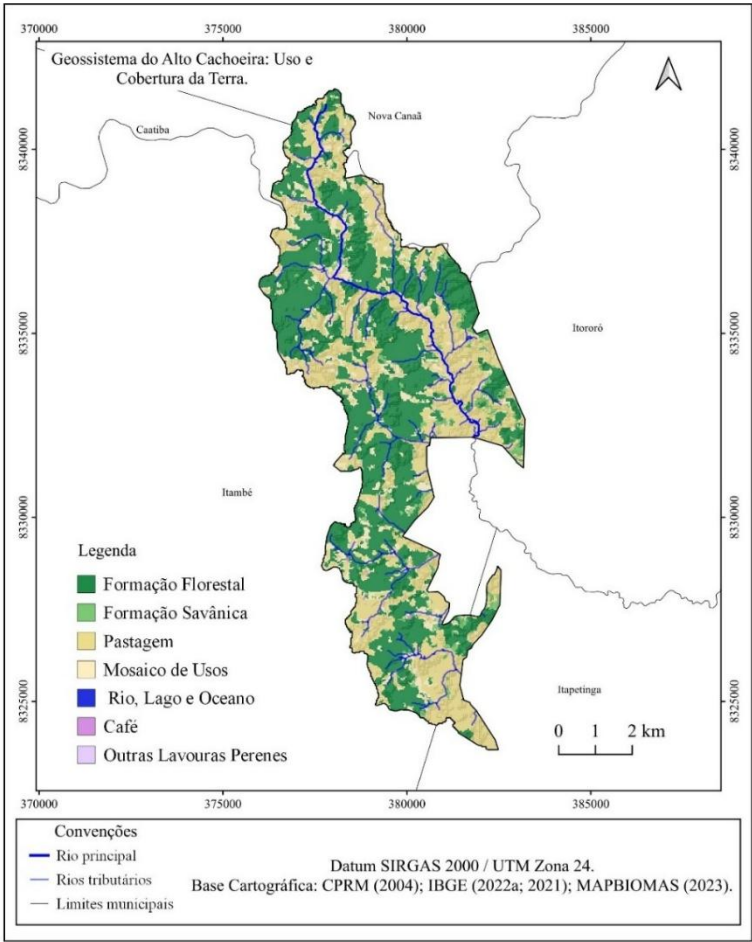 370000 375000 380000 385000
Geossistema do Alto Cachoeira: Uso e
Cobertura da Terra.
Nova Canaã
Caatiba
8340000
8340000
8335000
8335000
Itororó
8330000
8330000
Itambé
Legenda
Formação Florestal
Formação Savânica
Pastagem
Mosaico de Usos
Rio, Lago e Oceano
Café
Outras Lavouras Perenes
Itapetinga
8325000
8325000
0 1 2 km
370000 375000 380000 385000
Convenções
Rio principal
Rios tributários
Limites municipais
Datum SIRGAS 2000 / UTM Zona 24.
Base Cartográfica: CPRM (2004); IBGE (2022a; 2021); MAPBIOMAS (2023).